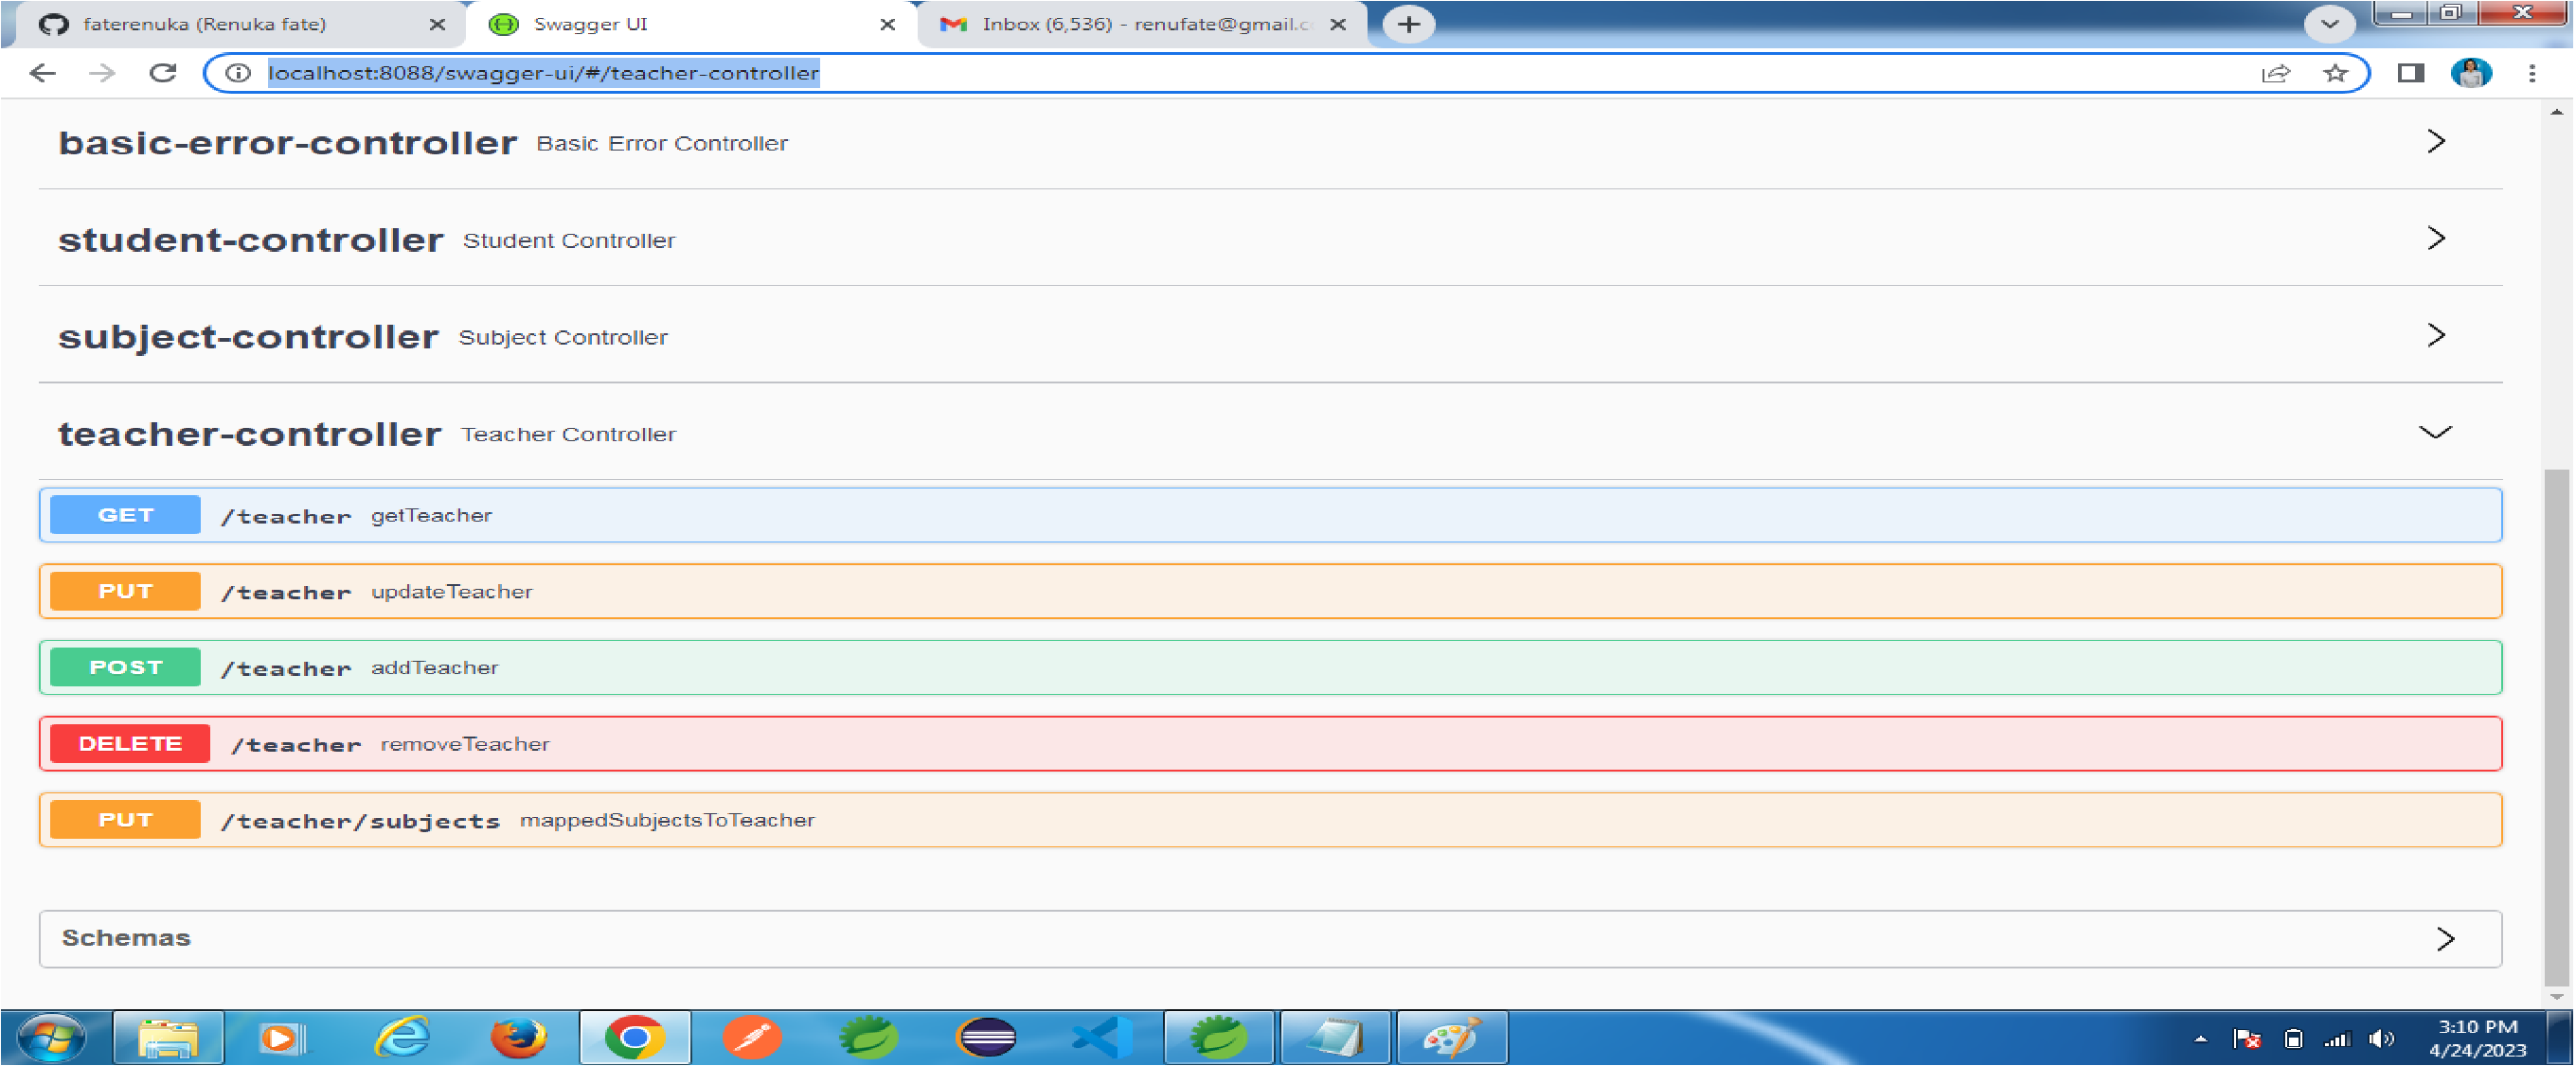 faterenuka (Renuka fate)
Swagger UI
Inbox (6,536) - renufate@gmail.c
localhost:8088/swagger-ui/#/teacher-controller
basic-error-controller Basic Error Controller
student-controller Student Controller
subject-controller Subject Controller
teacher-controller Teacher Controller
GET /teacher getTeacher
PUT /teacher updateTeacher
POST /teacher addTeacher
DELETE /teacher removeTeacher
PUT /teacher/subjects mappedSubjectsToTeacher
Schemas
3:10 PM
4/24/2023